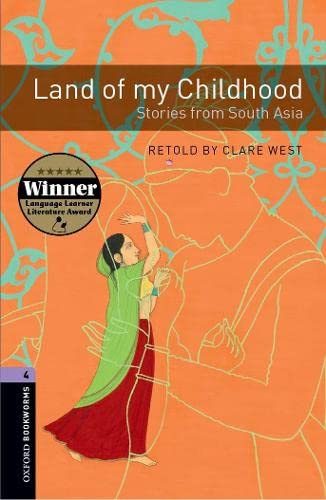 Land of my Childhood
Stories from South Asia
RETOLD BY CLARE WEST
Winner
Language Learner
Literature Award
4
OXFORD BOOKWORMS